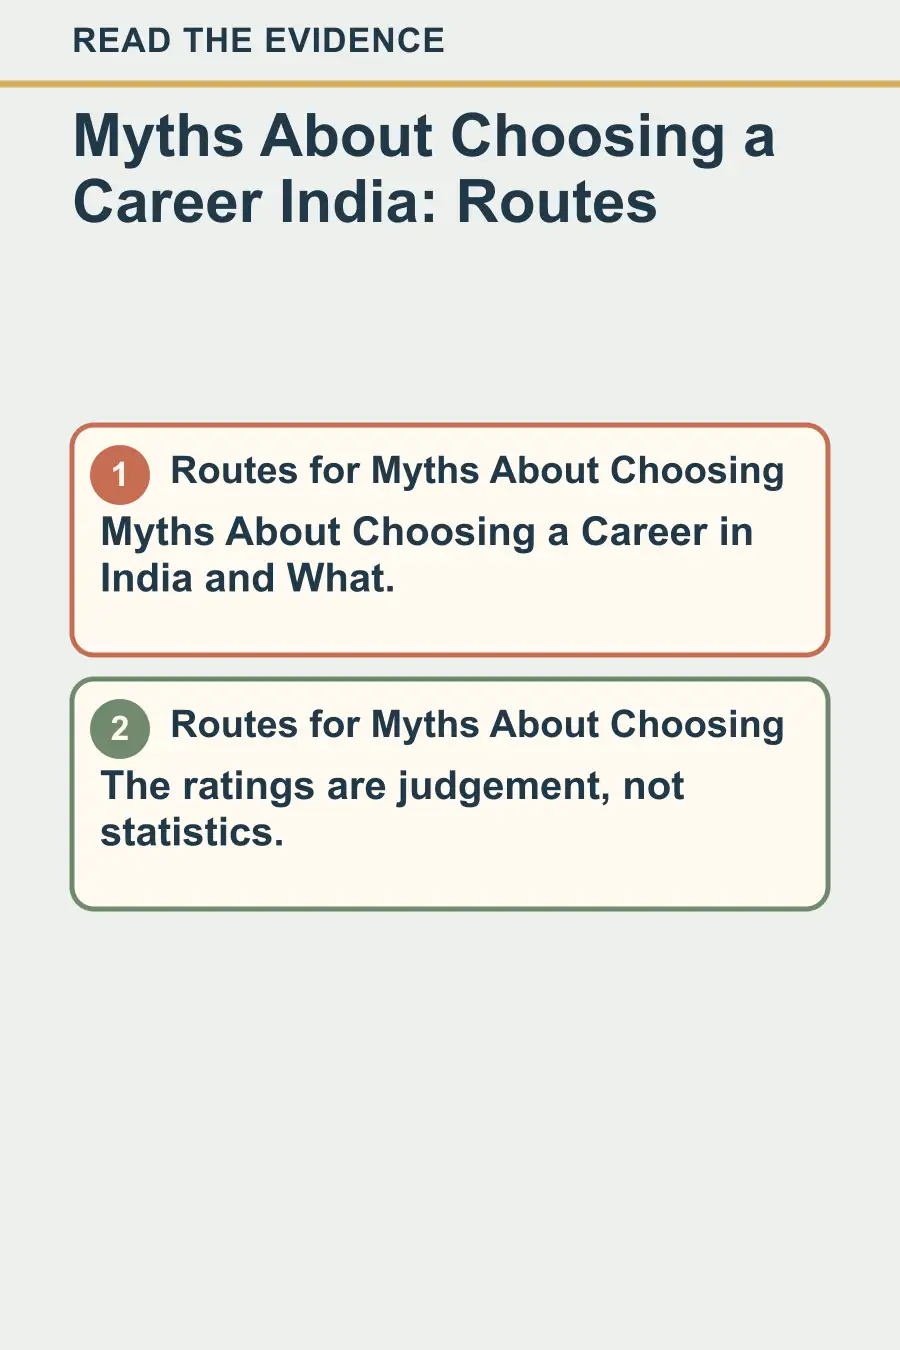 READ THE EVIDENCE
Myths About Choosing a
Career India: Routes
1 Routes for Myths About Choosing
Myths About Choosing a Career in
India and What.
2 Routes for Myths About Choosing
The ratings are judgement, not
statistics.